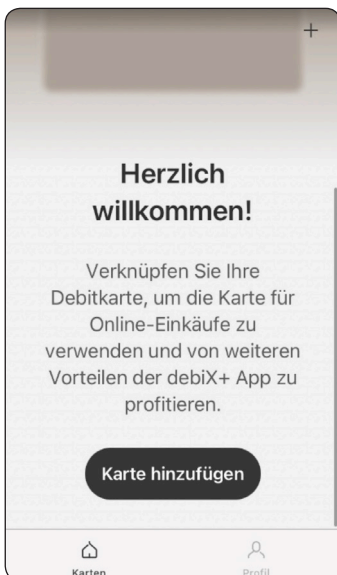 +
Herzlich
willkommen!
Verknüpfen Sie Ihre
Debitkarte, um die Karte für
Online-Einkäufe zu
verwenden und von weiteren
Vorteilen der debiX+ App zu
profitieren.
Karte hinzufügen
Karten Profil